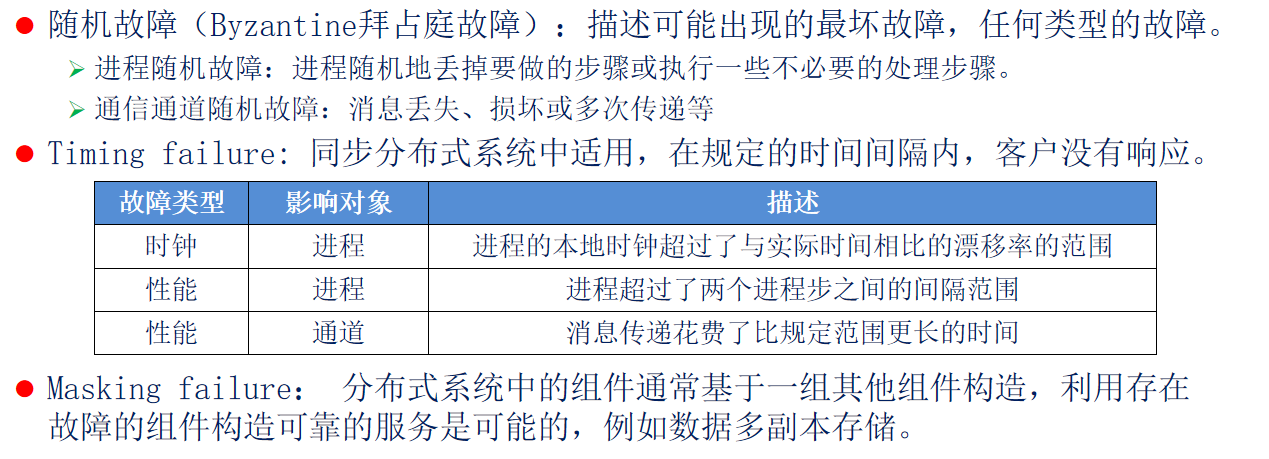 随机故障（Byzantine拜占庭故障）：描述可能出现的最坏故障，任何类型的故障。
进程随机故障：进程随机地丢掉要做的步骤或执行一些不必要的处理步骤。
通信通道随机故障：消息丢失、损坏或多次传递等
Timing failure: 同步分布式系统中适用，在规定的时间间隔内，客户没有响应。
故障类型 影响对象 描述
时钟 进程 进程的本地时钟超过了与实际时间相比的漂移率的范围
性能 进程 进程超过了两个进程步之间的间隔范围
性能 通道 消息传递花费了比规定范围更长的时间
Masking failure： 分布式系统中的组件通常基于一组其他组件构造，利用存在
故障的组件构造可靠的服务是可能的，例如数据多副本存储。